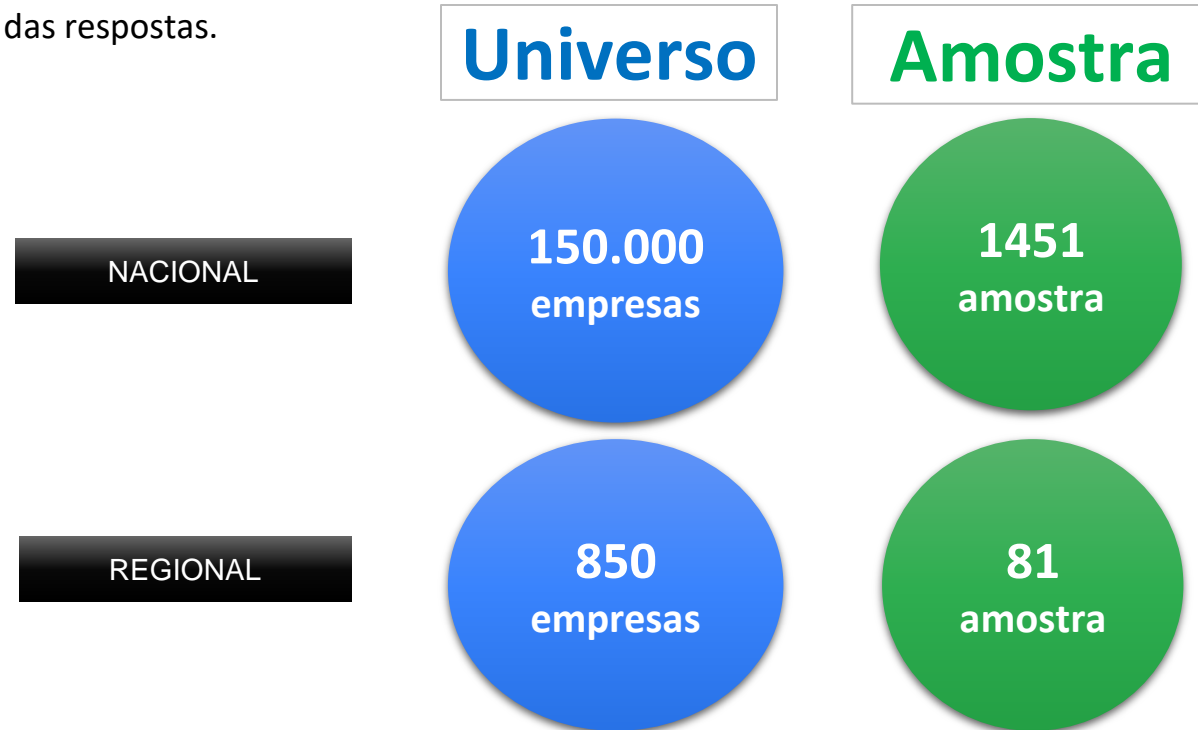 das respostas.
Universo
Amostra
NACIONAL
150.000
empresas
1451
amostra
REGIONAL
850
empresas
81
amostra